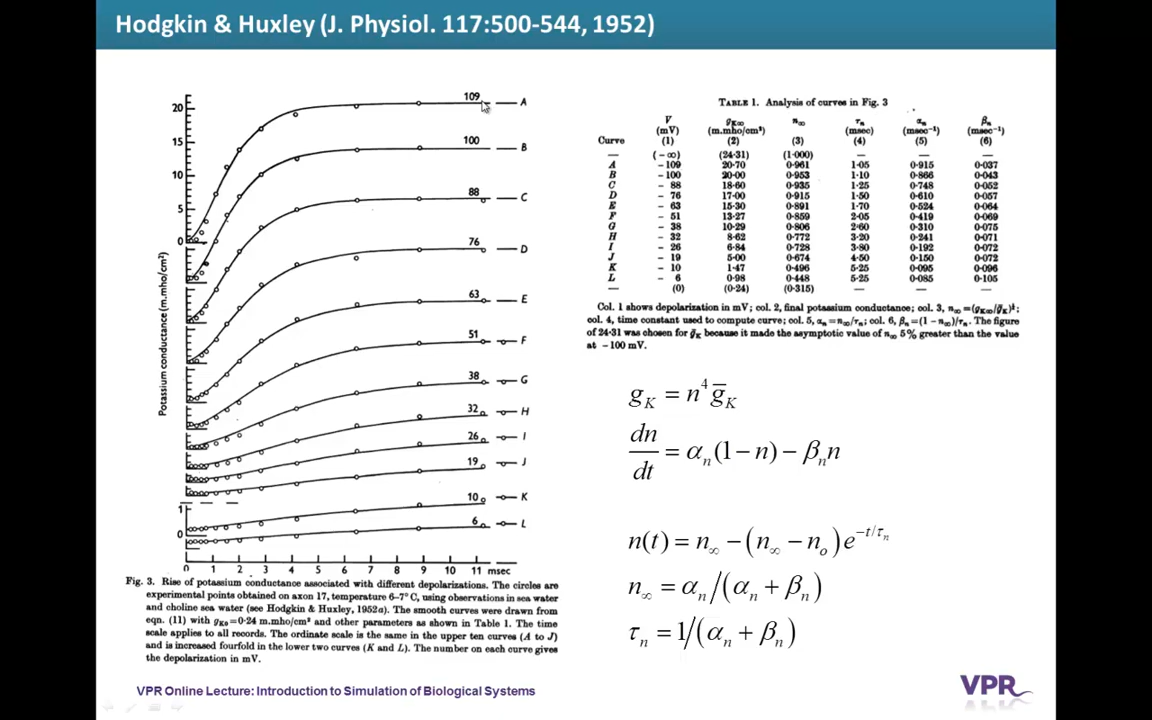 Hodgkin & Huxley (J. Physiol. 117:500-544, 1952)
Potassium conductance (m.mho/cm²)
20
15
10
5
0
1
0
109 A
100 B
88 C
76 D
63 E
51 F
38 G
32 H
26 I
19 J
10 K
6 L
0 1 2 3 4 5 6 7 8 9 10 11 msec
Fig. 3. Rise of potassium conductance associated with different depolarizations. The circles are
experimental points obtained on axon 17, temperature 6–7° C, using observations in sea water
and choline sea water (see Hodgkin & Huxley, 1952a). The smooth curves were drawn from
eqn. (11) with g_K0=0·24 m.mho/cm² and other parameters as shown in Table 1. The time
scale applies to all records. The ordinate scale is the same in the upper ten curves (A to J)
and is increased fourfold in the lower two curves (K and L). The number on each curve gives
the depolarization in mV.
TABLE 1. Analysis of curves in Fig. 3
V g_K∞ n∞ τn αn βn
(mV) (m.mho/cm²) (msec) (msec⁻¹) (msec⁻¹)
Curve (1) (2) (3) (4) (5) (6)
— (−∞) (24·31) (1·000) — — —
A − 109 20·70 0·961 1·05 0·915 0·037
B − 100 20·00 0·953 1·10 0·866 0·043
C − 88 18·60 0·935 1·25 0·748 0·052
D − 76 17·00 0·915 1·50 0·610 0·057
E − 63 15·30 0·891 1·70 0·524 0·064
F − 51 13·27 0·859 2·05 0·419 0·069
G − 38 10·29 0·806 2·60 0·310 0·075
H − 32 8·62 0·772 3·20 0·241 0·071
I − 26 6·84 0·728 3·80 0·192 0·072
J − 19 5·00 0·674 4·50 0·150 0·072
K − 10 1·47 0·496 5·25 0·095 0·096
L − 6 0·98 0·448 5·25 0·085 0·105
— (0) (0·24) (0·315) — — —
Col. 1 shows depolarization in mV; col. 2, final potassium conductance; col. 3, n∞=(g_K∞/ḡ_K)^¼;
col. 4, time constant used to compute curve; col. 5, αn=n∞/τn; col. 6, βn=(1−n∞)/τn. The figure
of 24·31 was chosen for ḡ_K because it made the asymptotic value of n∞ 5% greater than the value
at −100 mV.
g_K = n⁴ḡ_K
dn/dt = αn(1−n)−βn n
n(t) = n∞ −(n∞ −n_o)e^(−t/τn)
n∞ = αn/(αn + βn)
τn = 1/(αn + βn)
VPR Online Lecture: Introduction to Simulation of Biological Systems
VPR